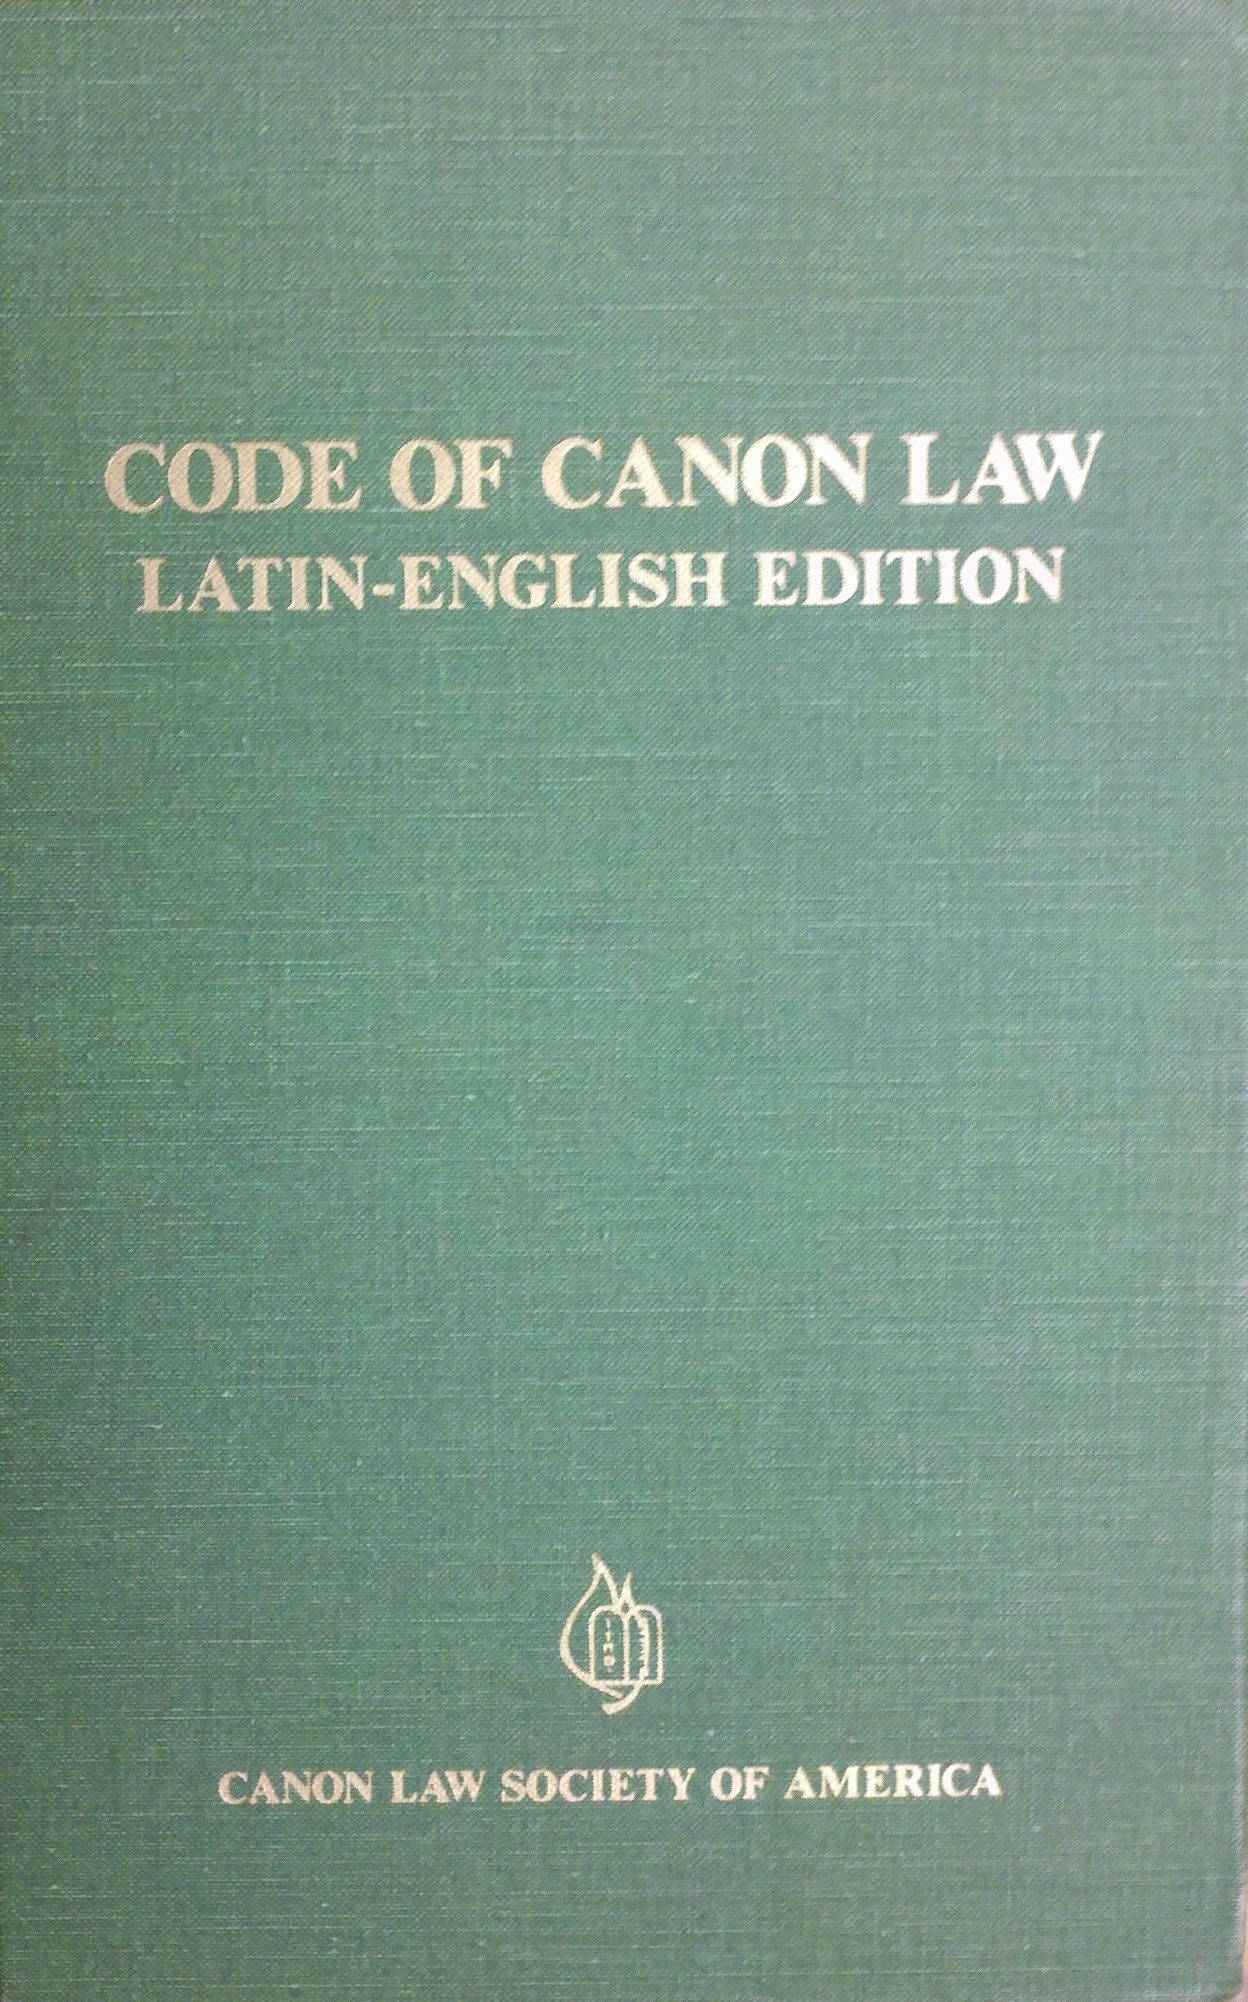 CODE OF CANON LAW
LATIN-ENGLISH EDITION
CANON LAW SOCIETY OF AMERICA